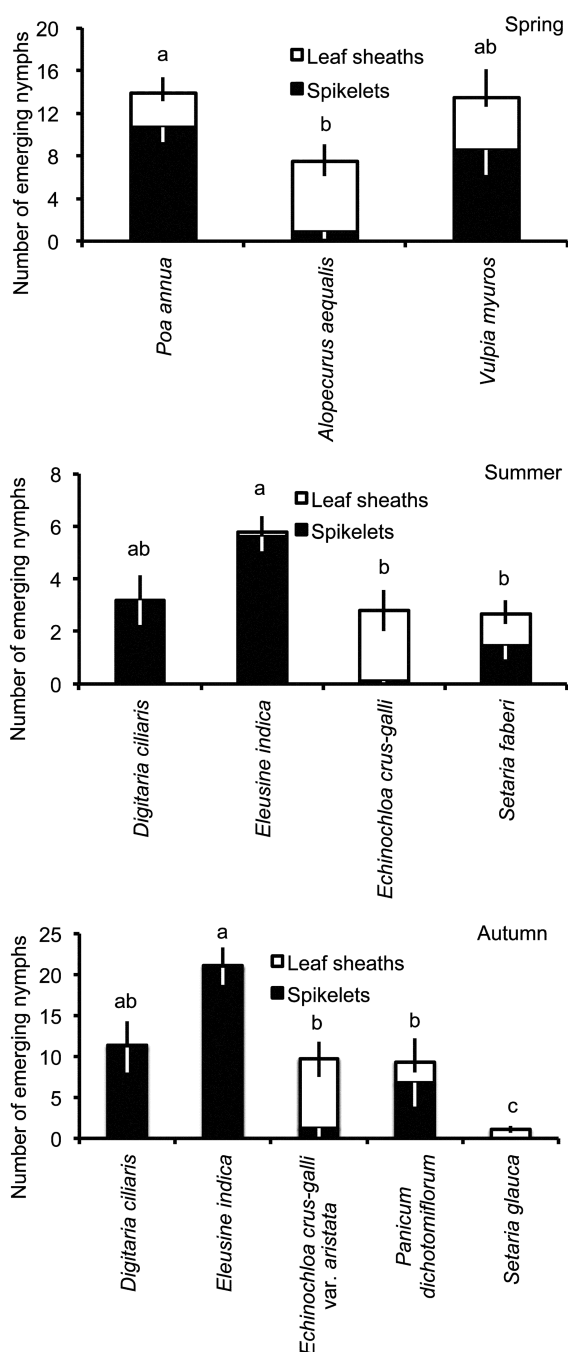 Spring
Number of emerging nymphs
20
16
12
8
4
0
a
b
ab
Leaf sheaths
Spikelets
Poa annua
Alopecurus aequalis
Vulpia myuros
Summer
Number of emerging nymphs
8
6
4
2
0
ab
a
b
b
Leaf sheaths
Spikelets
Digitaria ciliaris
Eleusine indica
Echinochloa crus-galli
Setaria faberi
Autumn
Number of emerging nymphs
25
20
15
10
5
0
ab
a
b
b
c
Leaf sheaths
Spikelets
Digitaria ciliaris
Eleusine indica
Echinochloa crus-galli
var. aristata
Panicum
dichotomiflorum
Setaria glauca